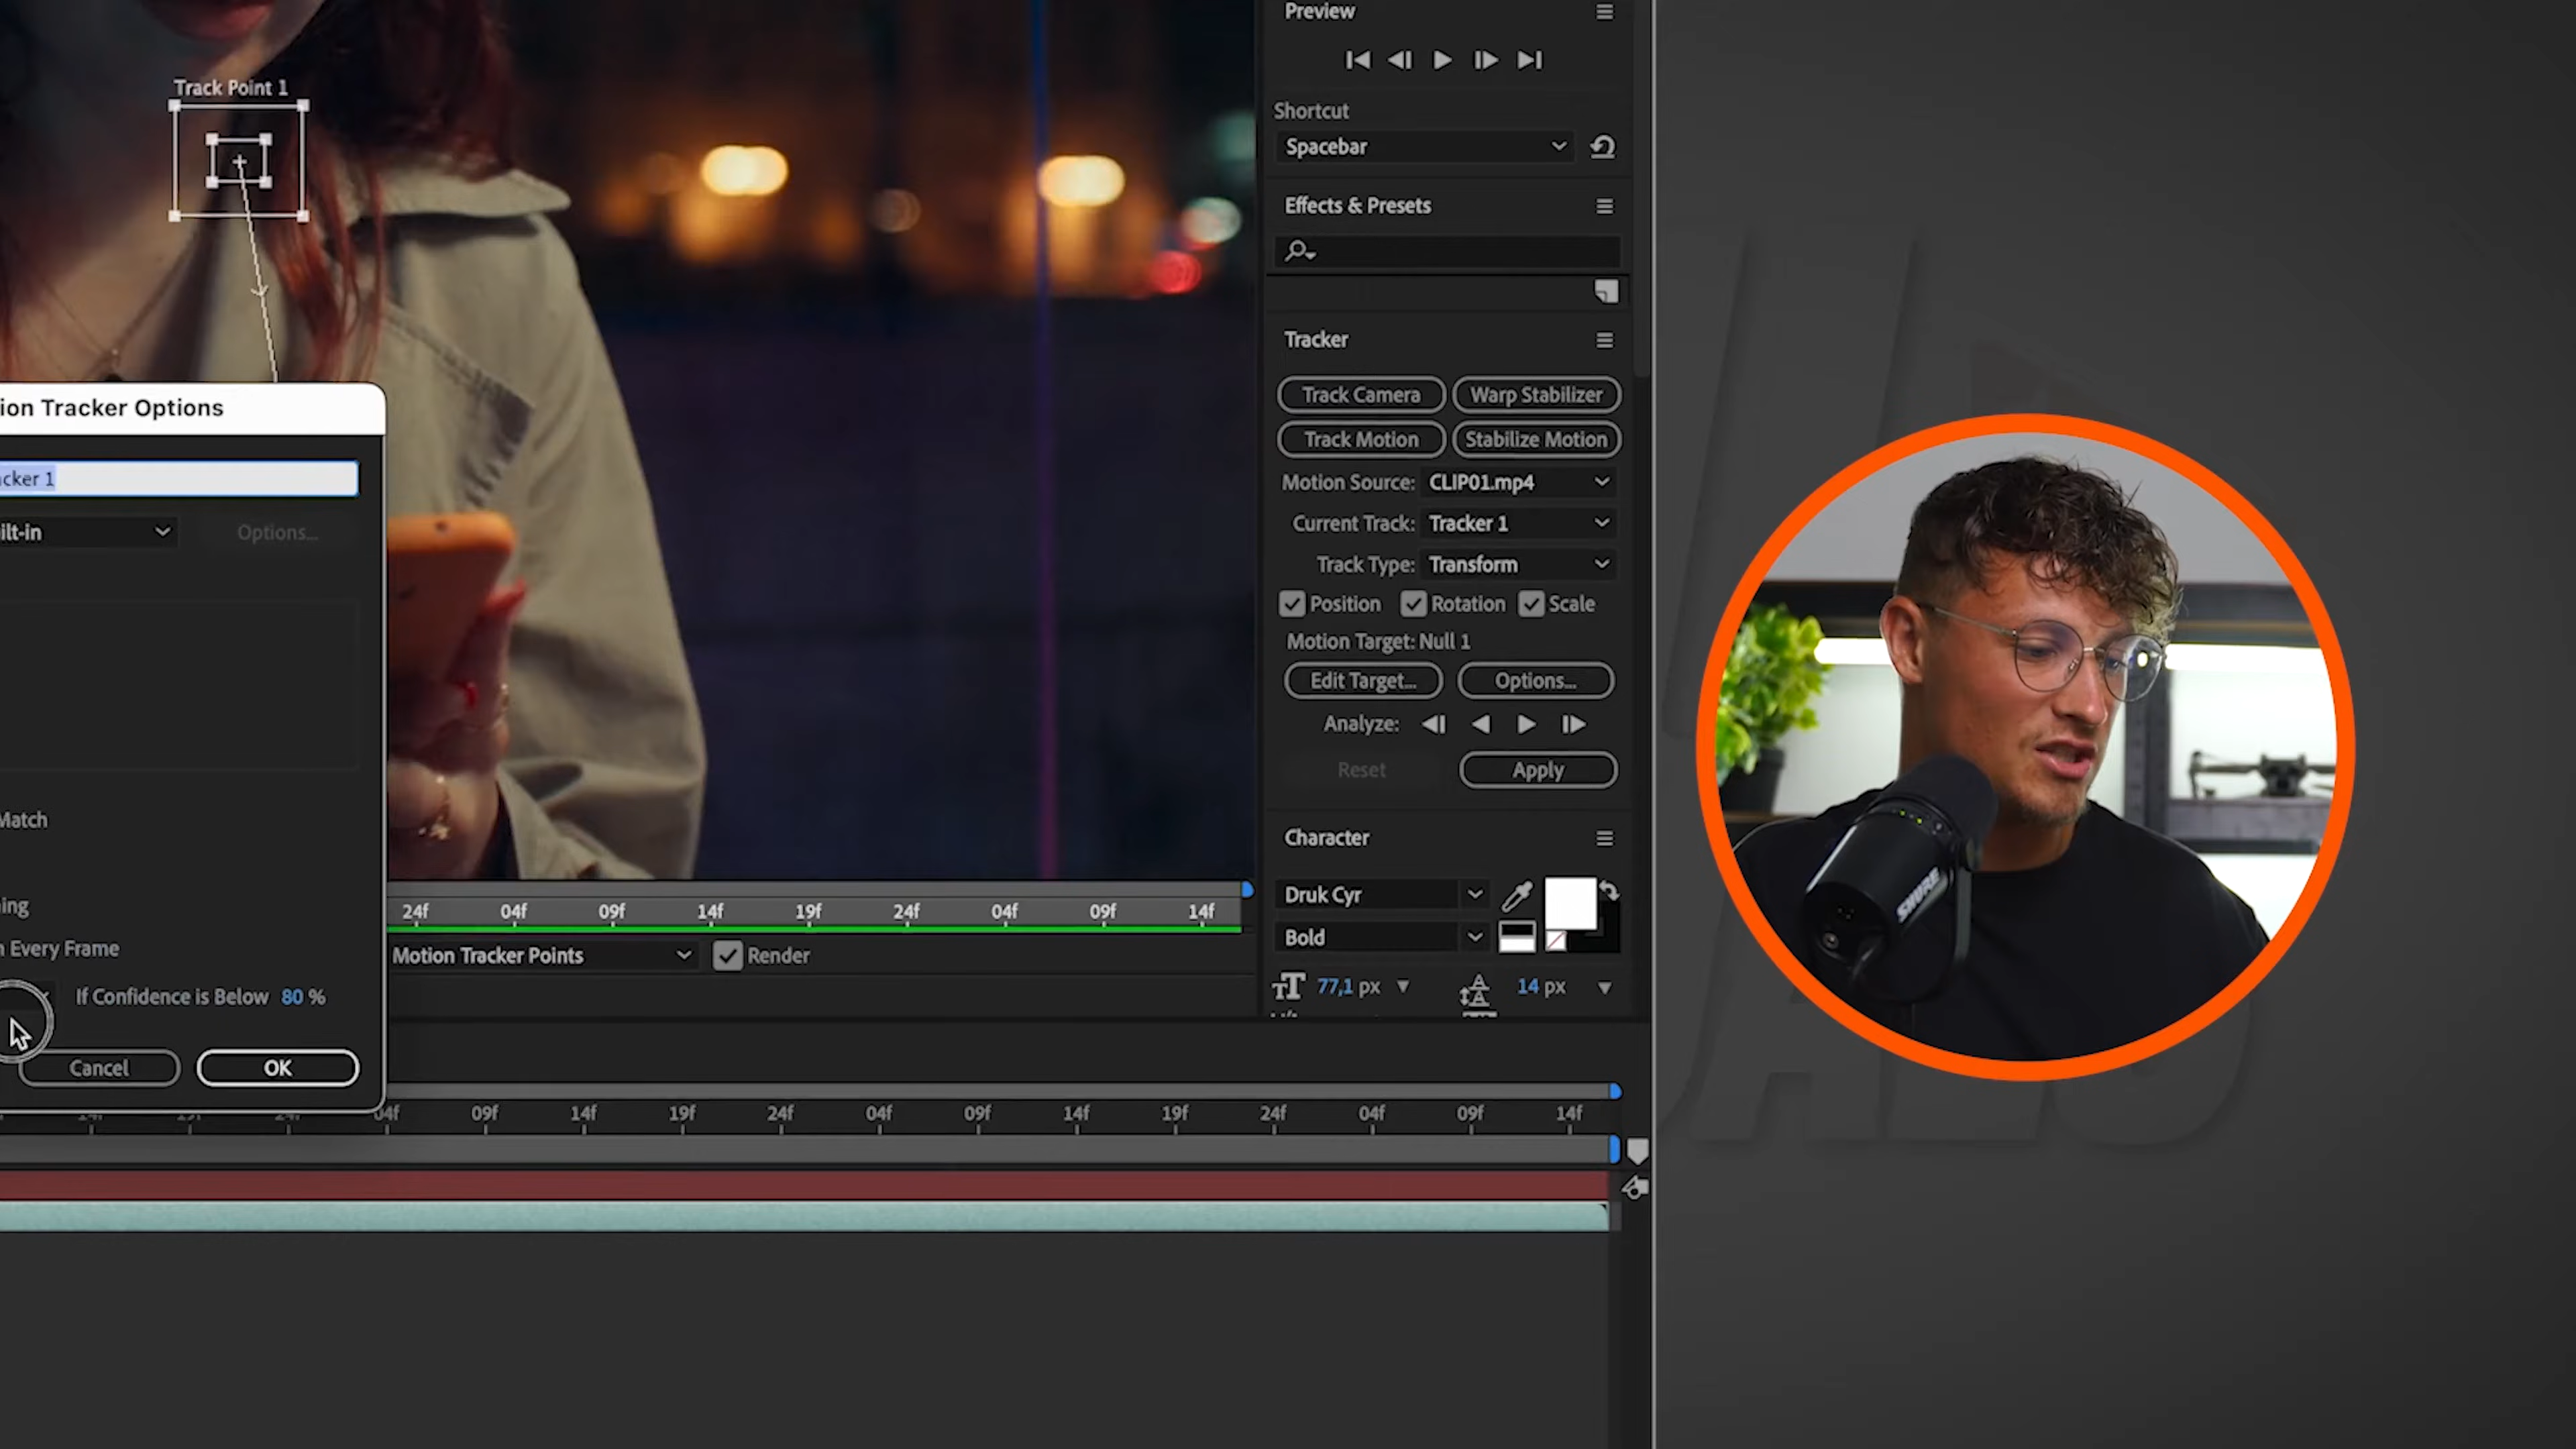 Preview
Track Point 1
Shortcut
Spacebar
Effects & Presets
Tracker
Track Camera
Warp Stabilizer
ion Tracker Options
Track Motion
Stabilize Motion
acker 1
Motion Source: CLIP01.mp4
Current Track: Tracker 1
ilt-in
Options...
Track Type: Transform
Position
Rotation
Scale
Motion Target: Null 1
Edit Target...
Options...
Analyze:
Reset
Apply
Match
Character
Druk Cyr
ing
24f 04f 09f 14f 19f 24f 04f 09f 14f
Bold
n Every Frame
Motion Tracker Points
Render
If Confidence is Below 80 %
77,1 px
14 px
Cancel
OK
04f 09f 14f 19f 24f 04f 09f 14f 19f 24f 04f 09f 14f
SHURE